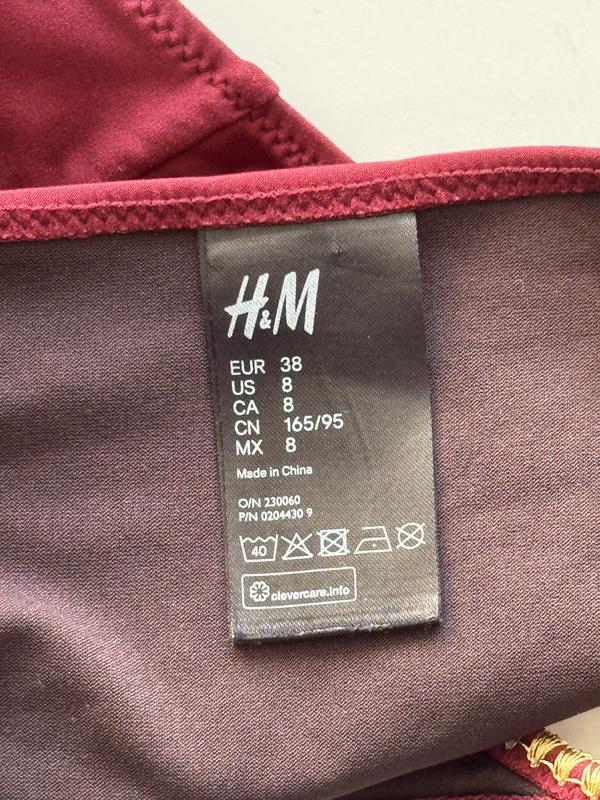 H&M
EUR 38
US 8
CA 8
CN 165/95
MX 8
Made in China
O/N 230060
P/N 0204430 9
40
clevercare.info